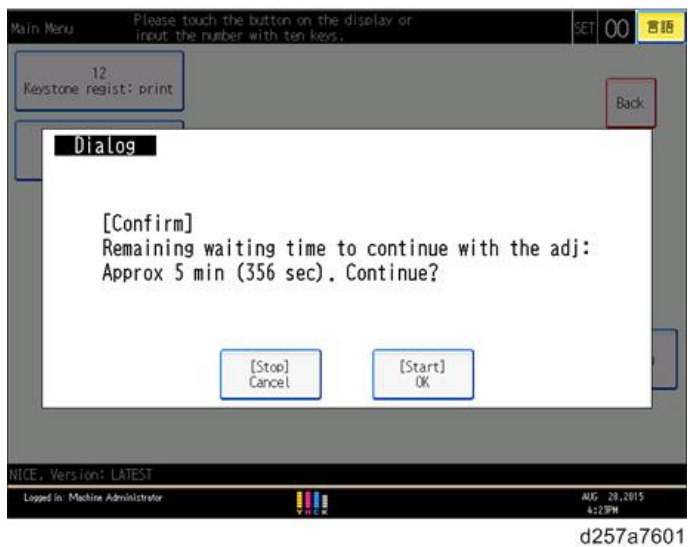 Main Menu
Please touch the button on the display or
input the number with ten keys.
SET 00 言語
12
Keystone regist: print
Back
Dialog
[Confirm]
Remaining waiting time to continue with the adj:
Approx 5 min (356 sec). Continue?
[Stop]
Cancel
[Start]
OK
NICE. Version: LATEST
Logged in: Machine Administrator
YMCK
AUG 28,2015
4:23PM
d257a7601